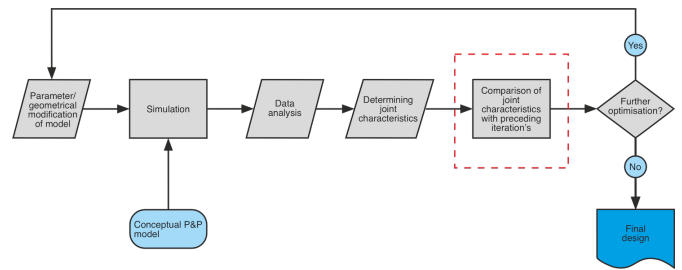 Yes
Parameter/
geometrical
modification
of model
Simulation
Data
analysis
Determining
joint
characteristics
Comparison of
joint
characteristics
with preceding
iteration's
Further
optimisation?
No
Conceptual P&P
model
Final
design